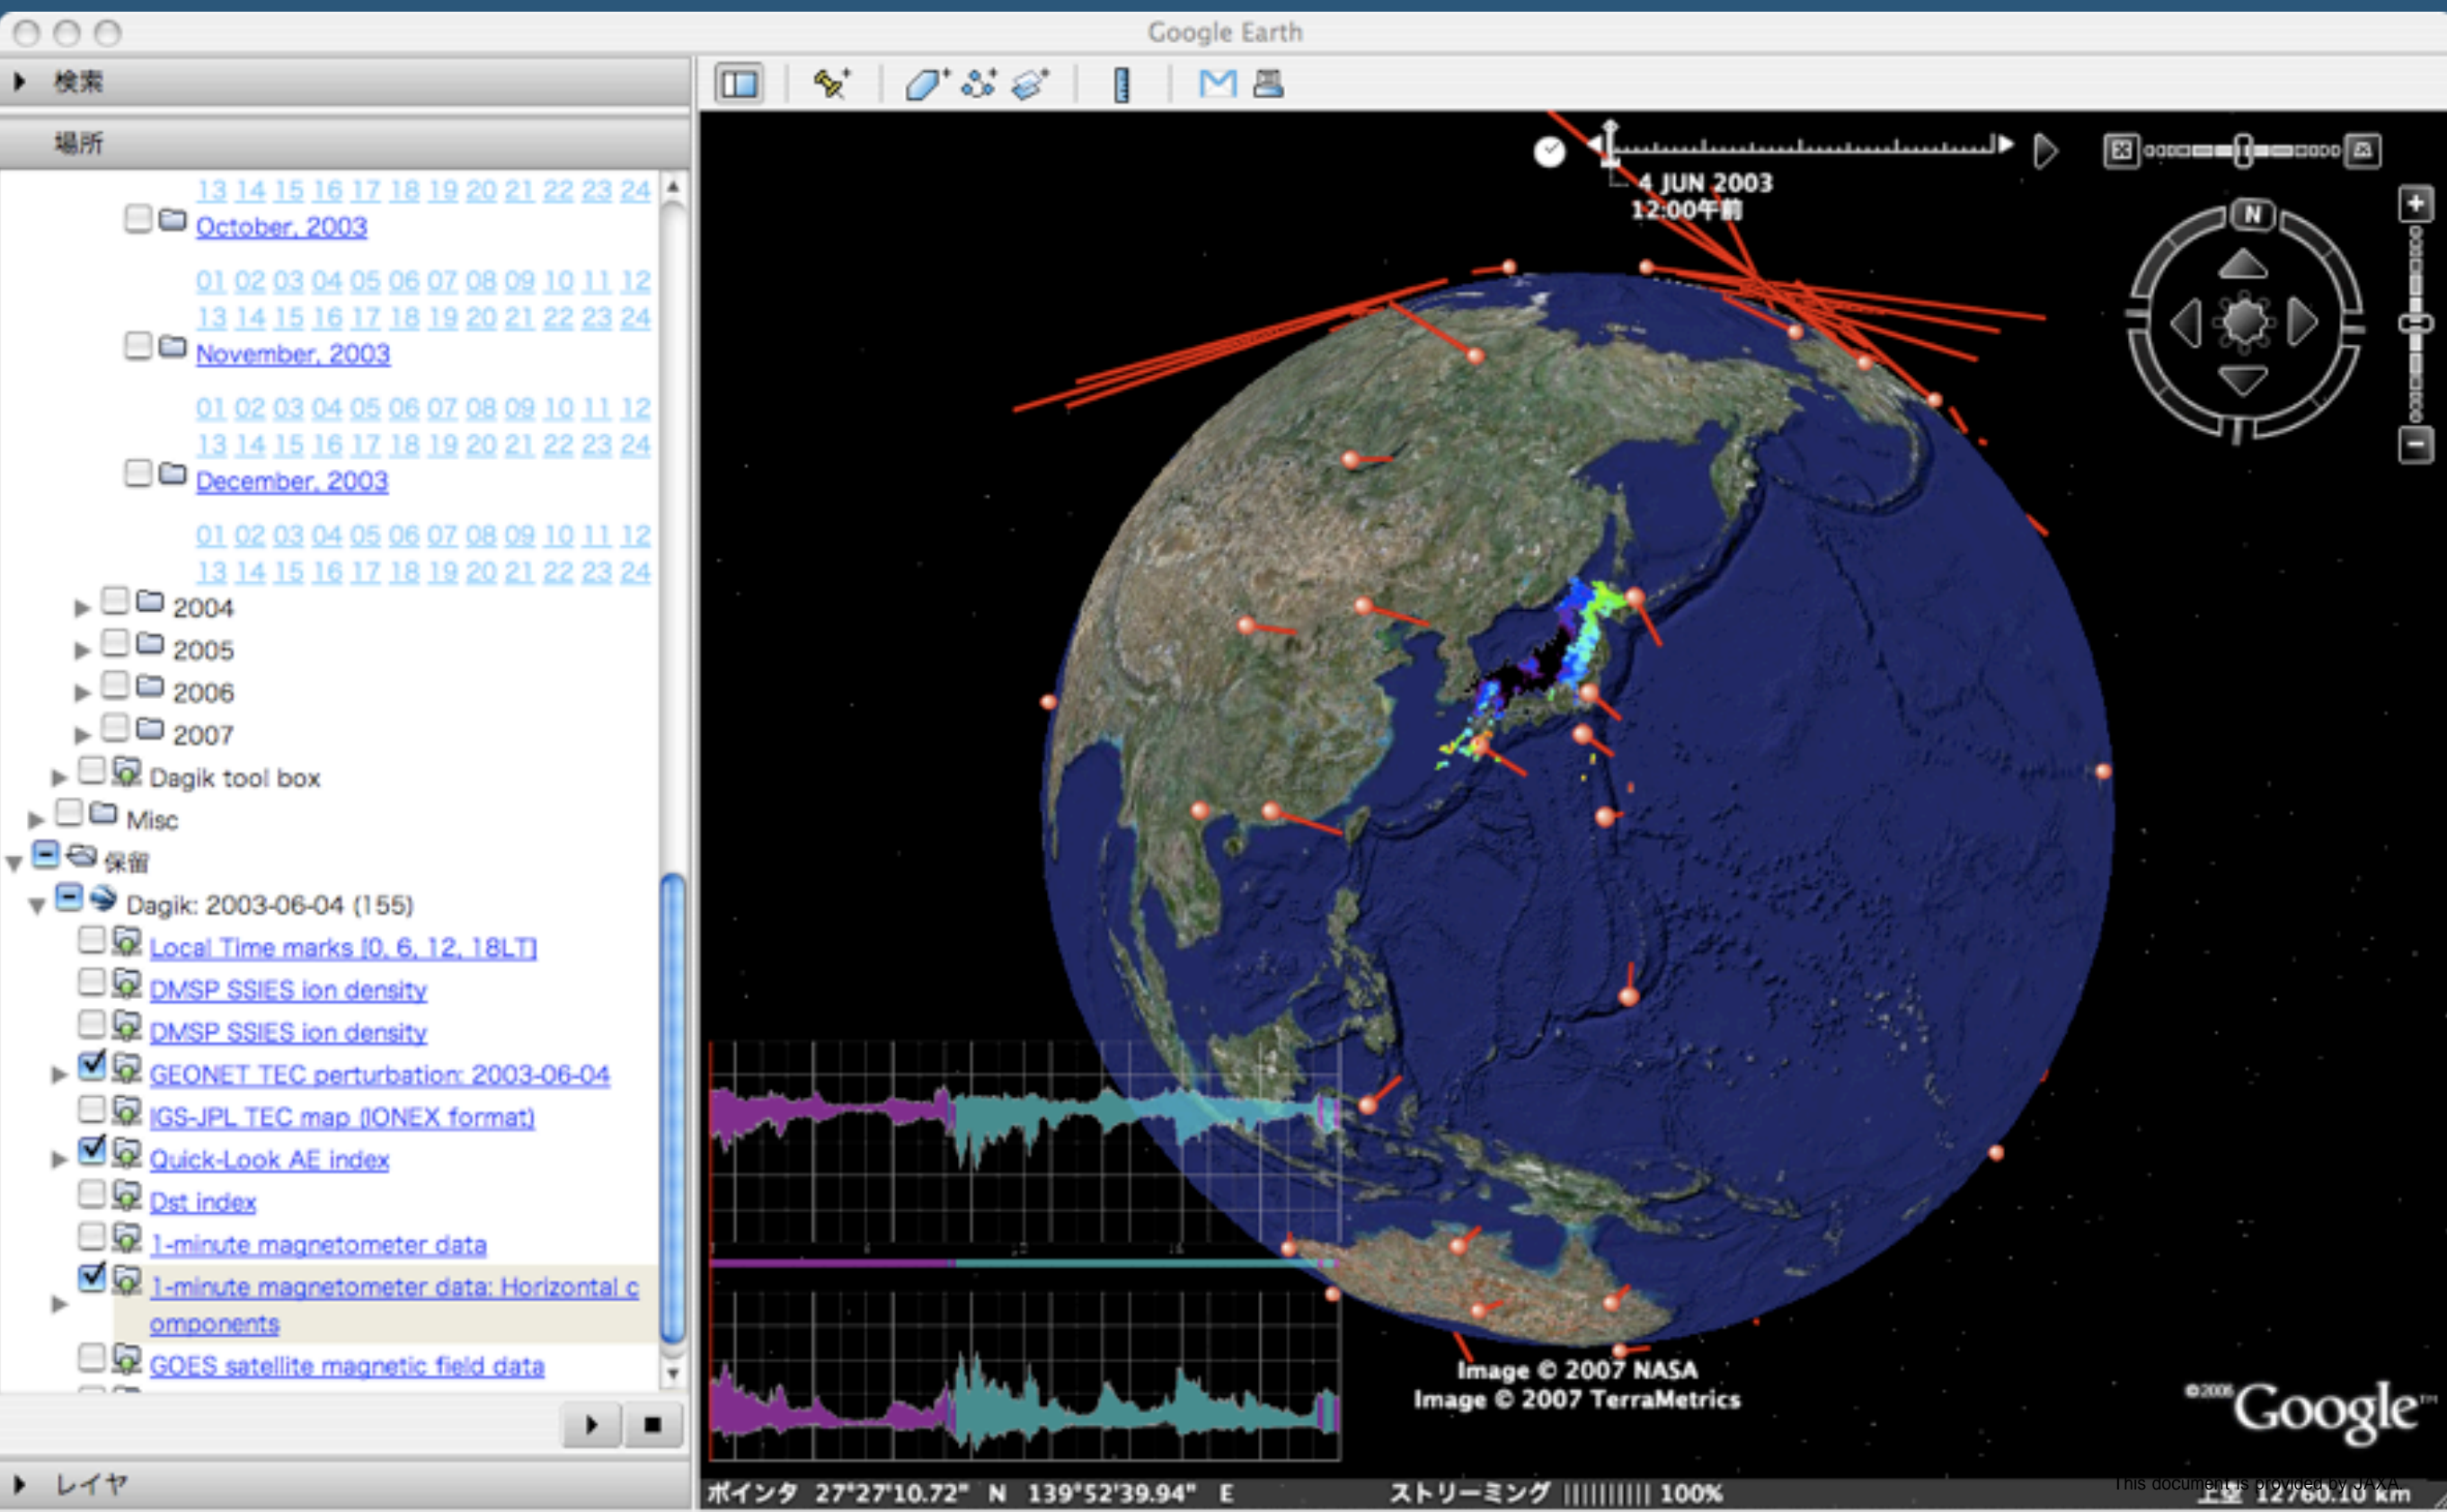 Google Earth
検索
場所
13 14 15 16 17 18 19 20 21 22 23 24
October, 2003
01 02 03 04 05 06 07 08 09 10 11 12
13 14 15 16 17 18 19 20 21 22 23 24
November, 2003
01 02 03 04 05 06 07 08 09 10 11 12
13 14 15 16 17 18 19 20 21 22 23 24
December, 2003
01 02 03 04 05 06 07 08 09 10 11 12
13 14 15 16 17 18 19 20 21 22 23 24
2004
2005
2006
2007
Dagik tool box
Misc
保留
Dagik: 2003-06-04 (155)
Local Time marks [0, 6, 12, 18LT]
DMSP SSIES ion density
DMSP SSIES ion density
GEONET TEC perturbation: 2003-06-04
IGS-JPL TEC map (IONEX format)
Quick-Look AE index
Dst index
1-minute magnetometer data
1-minute magnetometer data: Horizontal c
omponents
GOES satellite magnetic field data
レイヤ
4 JUN 2003
12:00午前
N
Image © 2007 NASA
Image © 2007 TerraMetrics
©2006 Google™
ポインタ 27°27'10.72" N 139°52'39.94" E
ストリーミング |||||||||| 100%
上空 12760.10 km
This document is provided by JAXA.